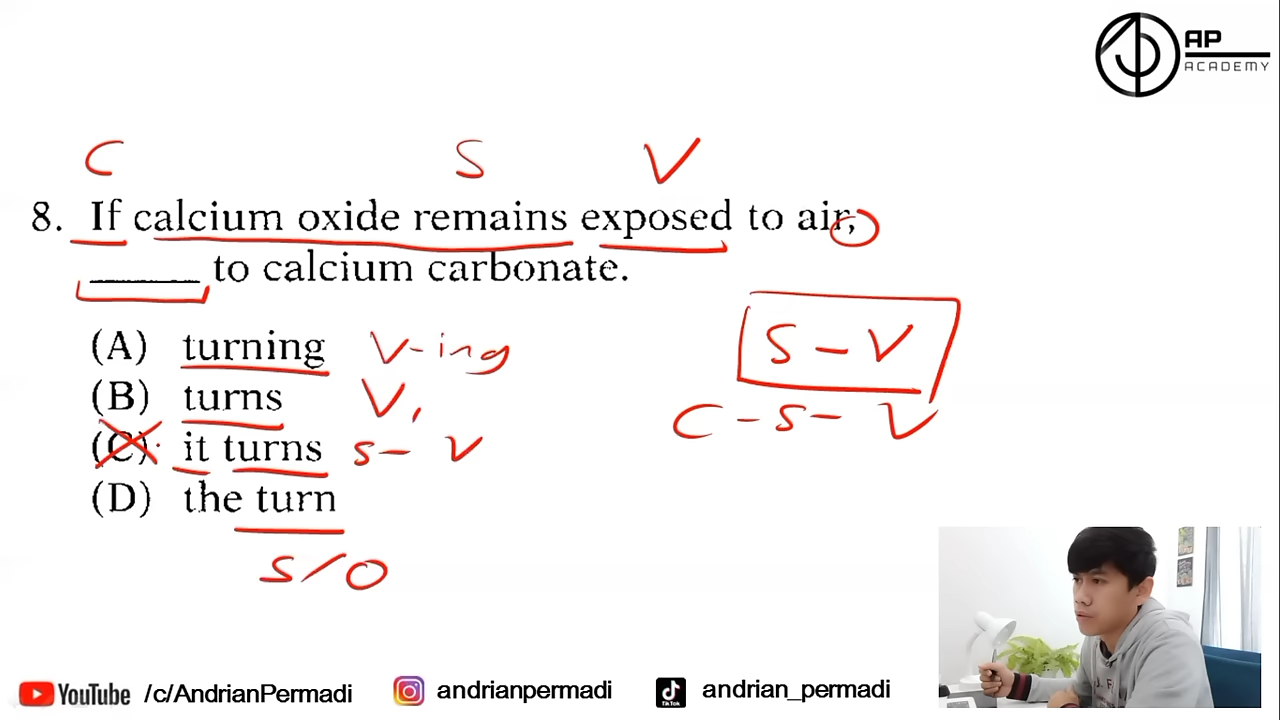 AP
ACADEMY
C S V
8. If calcium oxide remains exposed to air,
______ to calcium carbonate.
(A) turning V-ing
(B) turns V,
(C) it turns S- V
(D) the turn
S/O
S - V
C - S - V
YouTube /c/AndrianPermadi andrianpermadi TikTok andrian_permadi